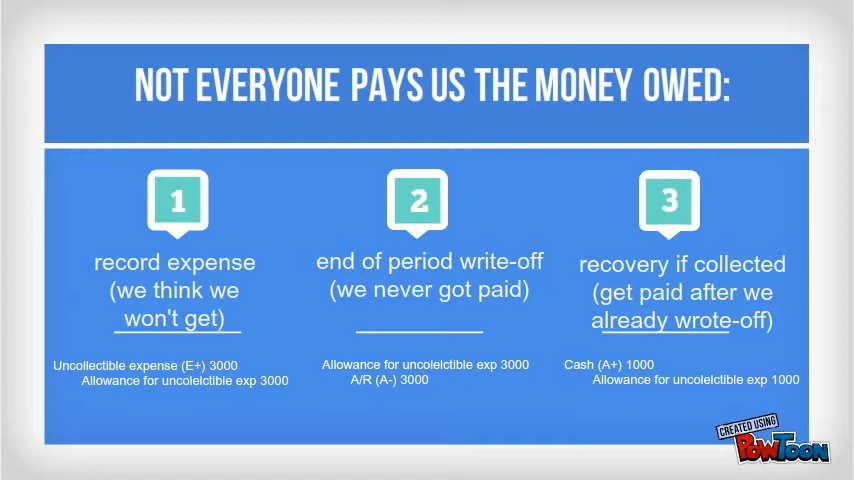 NOT EVERYONE PAYS US THE MONEY OWED:
1
record expense
(we think we
won't get)
Uncollectible expense (E+) 3000
Allowance for uncolelctible exp 3000
2
end of period write-off
(we never got paid)
Allowance for uncolelctible exp 3000
A/R (A-) 3000
3
recovery if collected
(get paid after we
already wrote-off)
Cash (A+) 1000
Allowance for uncolelctible exp 1000
CREATED USING
POWTOON